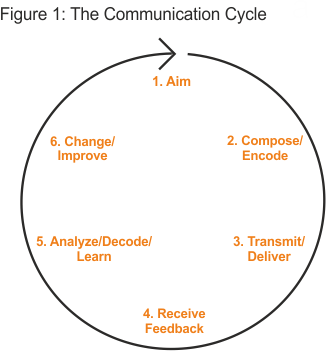 Figure 1: The Communication Cycle
1. Aim
2. Compose/
Encode
3. Transmit/
Deliver
4. Receive
Feedback
5. Analyze/Decode/
Learn
6. Change/
Improve